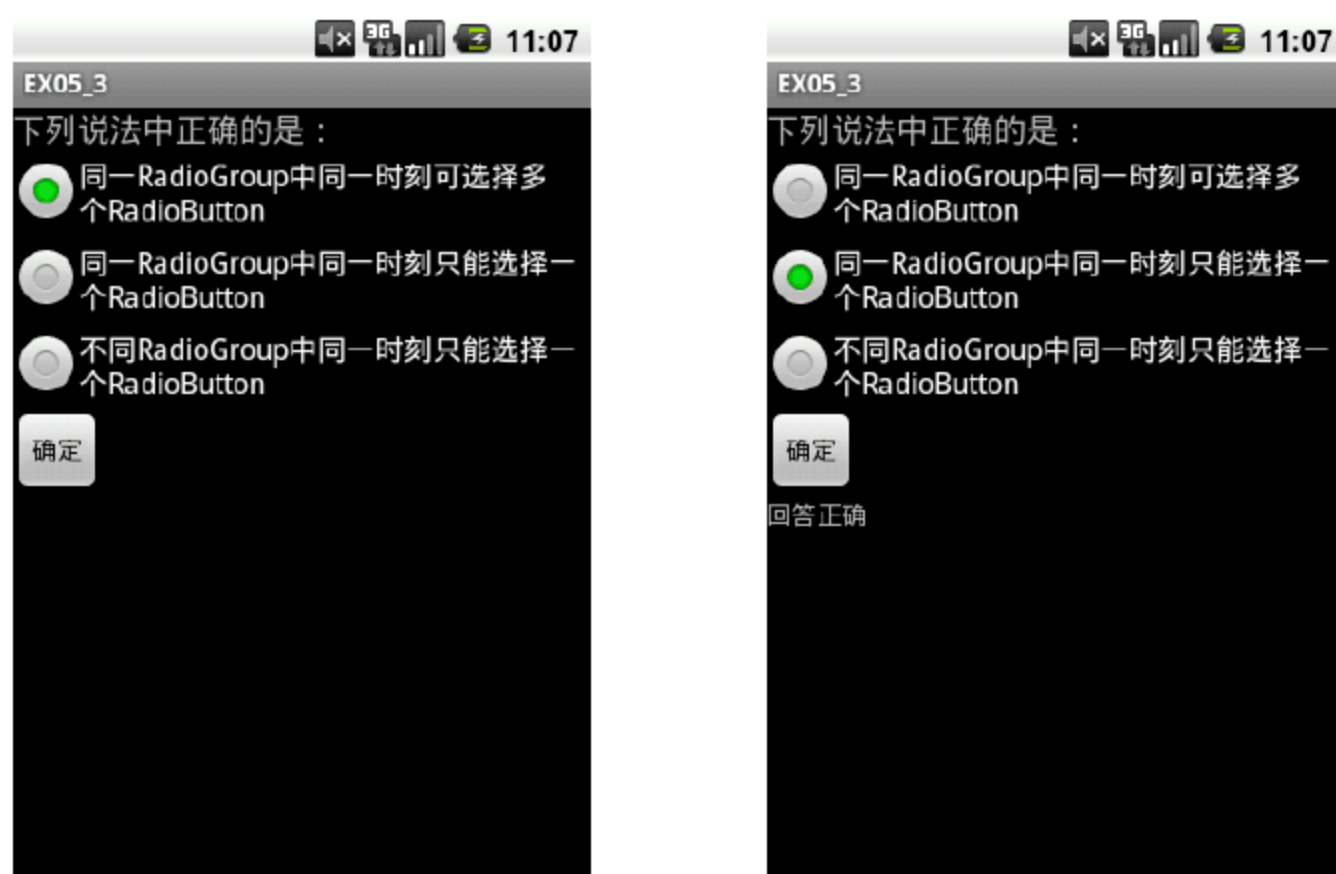 3G 11:07
EX05_3
下列说法中正确的是：
同一RadioGroup中同一时刻可选择多
个RadioButton
同一RadioGroup中同一时刻只能选择一
个RadioButton
不同RadioGroup中同一时刻只能选择一
个RadioButton
确定
3G 11:07
EX05_3
下列说法中正确的是：
同一RadioGroup中同一时刻可选择多
个RadioButton
同一RadioGroup中同一时刻只能选择一
个RadioButton
不同RadioGroup中同一时刻只能选择一
个RadioButton
确定
回答正确